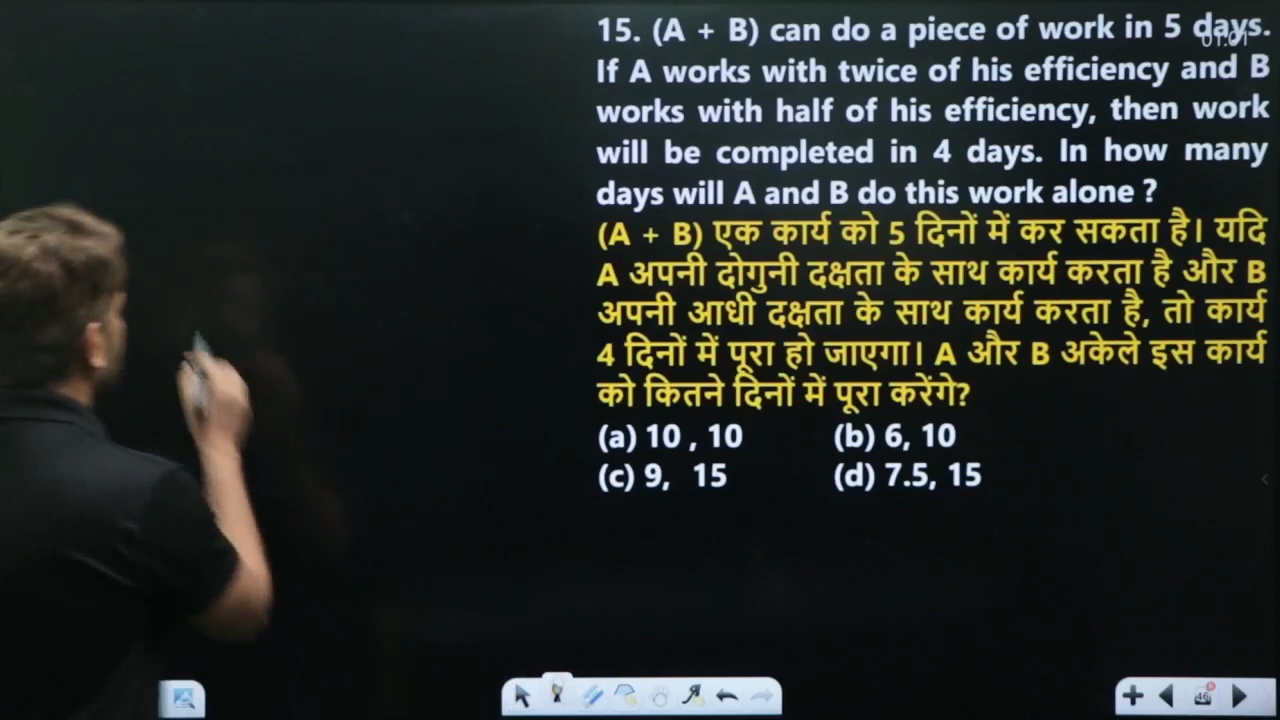 15. (A + B) can do a piece of work in 5 days.
01:01
If A works with twice of his efficiency and B
works with half of his efficiency, then work
will be completed in 4 days. In how many
days will A and B do this work alone ?
(A + B) एक कार्य को 5 दिनों में कर सकता है। यदि
A अपनी दोगुनी दक्षता के साथ कार्य करता है और B
अपनी आधी दक्षता के साथ कार्य करता है, तो कार्य
4 दिनों में पूरा हो जाएगा। A और B अकेले इस कार्य
को कितने दिनों में पूरा करेंगे?
(a) 10 , 10 (b) 6, 10
(c) 9, 15 (d) 7.5, 15
46